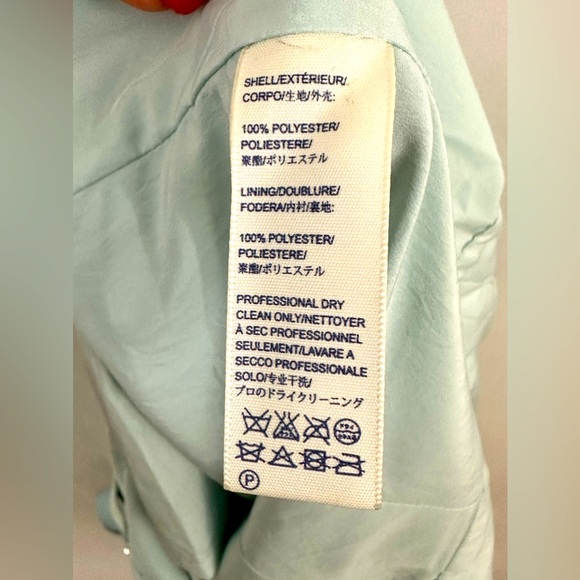 SHELL/EXTÉRIEUR/
CORPO/生地/外壳:
100% POLYESTER/
POLIESTERE/
聚酯/ポリエステル
LINING/DOUBLURE/
FODERA/内衬/裏地:
100% POLYESTER/
POLIESTERE/
聚酯/ポリエステル
PROFESSIONAL DRY
CLEAN ONLY/NETTOYER
À SEC PROFESSIONNEL
SEULEMENT/LAVARE A
SECCO PROFESSIONALE
SOLO/专业干洗/
プロのドライクリーニング
P